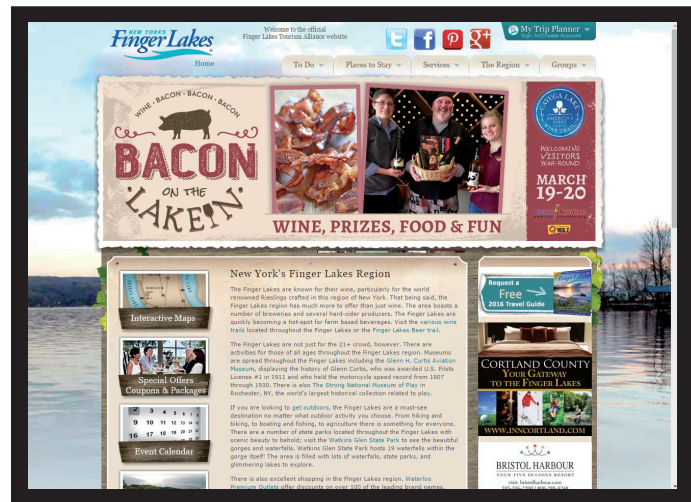 NEW YORK'S
Finger Lakes
Welcome to the official
Finger Lakes Tourism Alliance website
My Trip Planner
Sign In/Create Account
Home
To Do
Places to Stay
Services
The Region
Groups
WINE • BACON • BACON • BACON
BACON
ON THE
LAKEIN'
CAYUGA LAKE
AMERICA'S
FIRST
WINE TRAIL
WELCOMING
VISITORS
YEAR-ROUND
MARCH
19-20
WINE, PRIZES, FOOD & FUN
Interactive Maps
Special Offers
Coupons & Packages
Event Calendar
New York's Finger Lakes Region
The Finger Lakes are known for their wine, particularly for the world
renowned Rieslings crafted in this region of New York. That being said, the
Finger Lakes region has much more to offer than just wine. The area boasts a
number of breweries and several hard-cider producers. The Finger Lakes are
quickly becoming a hot-spot for farm based beverages. Visit the various wine
trails located throughout the Finger Lakes or the Finger Lakes Beer trail.
The Finger Lakes are not just for the 21+ crowd, however. There are
activities for those of all ages throughout the Finger Lakes region. Museums
are spread throughout the Finger Lakes including the Glenn H. Curtis Aviation
Museum, displaying the history of Glenn Curtis, who was awarded U.S. Pilots
License #1 in 1911 and who held the motorcycle speed record from 1907
through 1930. There is also The Strong National Museum of Play in
Rochester, NY, the world's largest historical collection related to play.
If you are looking to get outdoors, the Finger Lakes are a must-see
destination no matter what outdoor activity you choose. From hiking and
biking, to boating and fishing, to agriculture there is something for everyone.
There are a number of state parks located throughout the Finger Lakes with
scenic beauty to behold; visit the Watkins Glen State Park to see the beautiful
gorges and waterfalls. Watkins Glen State Park hosts 19 waterfalls within the
gorge itself! The area is filled with lots of waterfalls, state parks, and
glimmering lakes to explore.
There is also excellent shopping in the Finger Lakes region. Waterloo
Premium Outlets offer discounts on over 100 of the leading brand names,
Request a
Free
2016 Travel Guide
CORTLAND COUNTY
YOUR GATEWAY
TO THE FINGER LAKES
WWW.INNCORTLAND.COM
BRISTOL HARBOUR
YOUR FIVE SEASONS RESORT
visit: bristolharbour.com